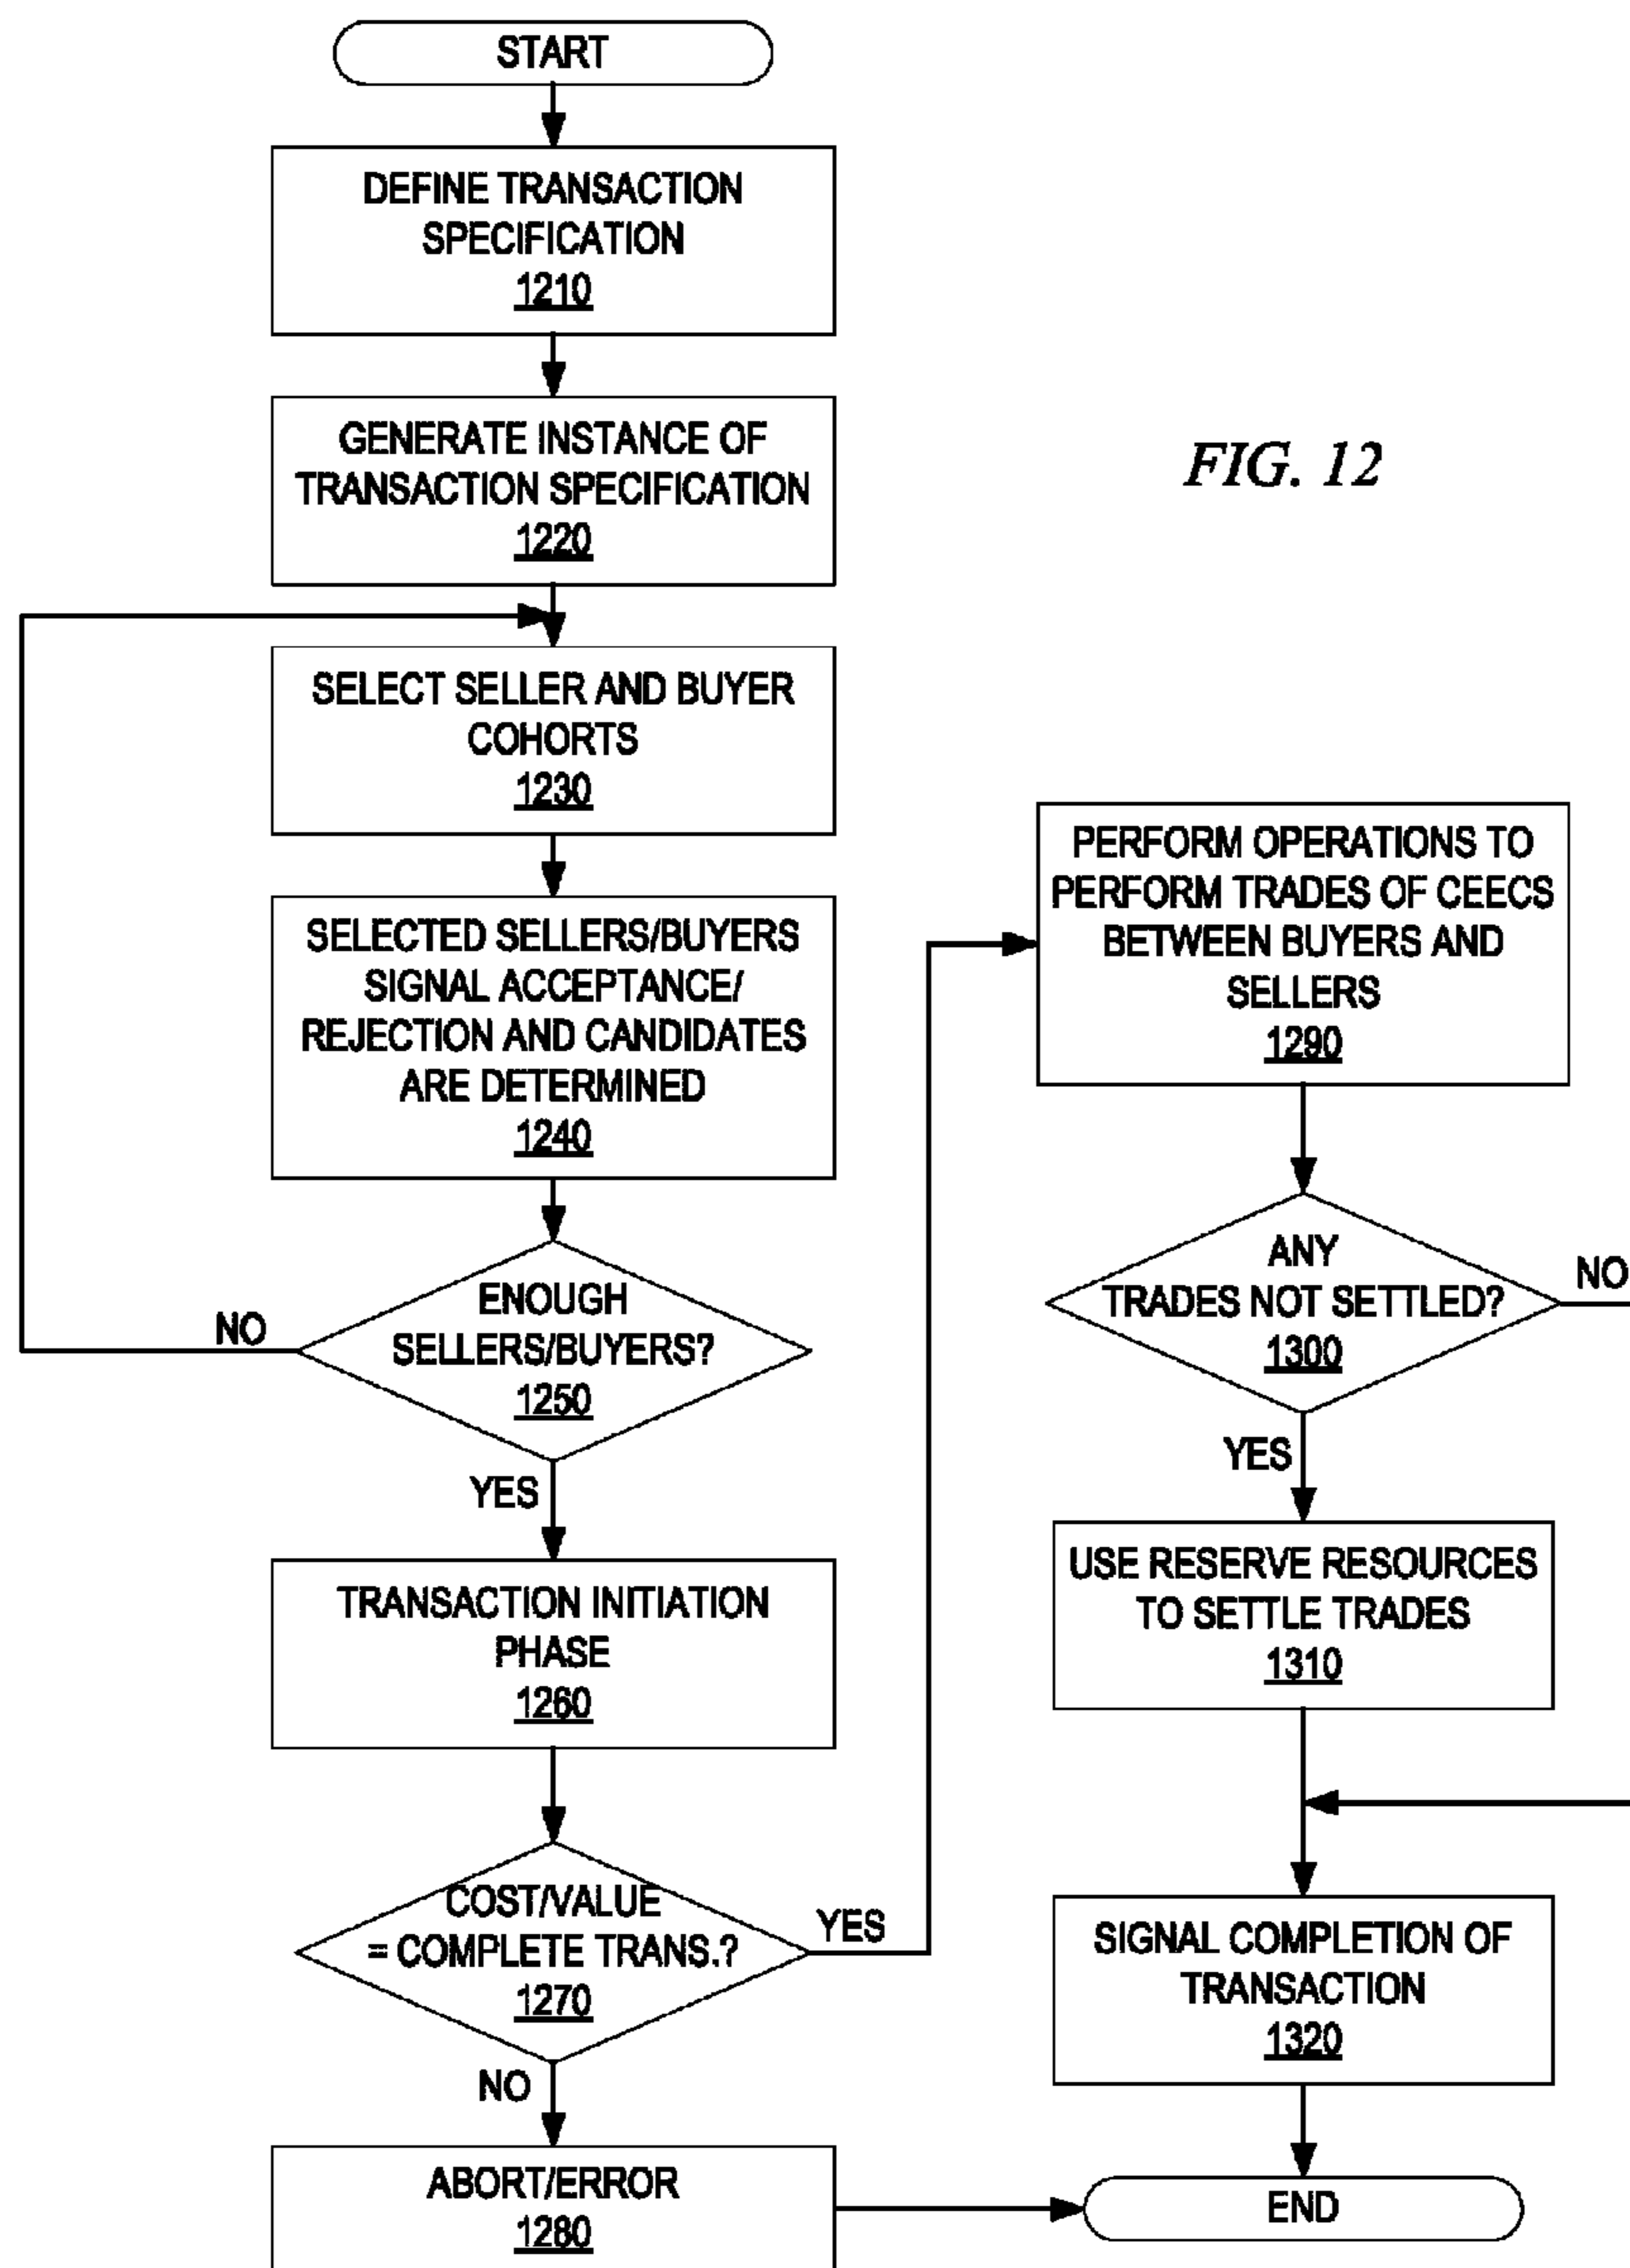 START
DEFINE TRANSACTION
SPECIFICATION
1210
GENERATE INSTANCE OF
TRANSACTION SPECIFICATION
1220
FIG. 12
SELECT SELLER AND BUYER
COHORTS
1230
SELECTED SELLERS/BUYERS
SIGNAL ACCEPTANCE/
REJECTION AND CANDIDATES
ARE DETERMINED
1240
ENOUGH
SELLERS/BUYERS?
1250
NO
YES
TRANSACTION INITIATION
PHASE
1260
COST/VALUE
= COMPLETE TRANS.?
1270
YES
NO
ABORT/ERROR
1280
PERFORM OPERATIONS TO
PERFORM TRADES OF CEECS
BETWEEN BUYERS AND
SELLERS
1290
ANY
TRADES NOT SETTLED?
1300
NO
YES
USE RESERVE RESOURCES
TO SETTLE TRADES
1310
SIGNAL COMPLETION OF
TRANSACTION
1320
END